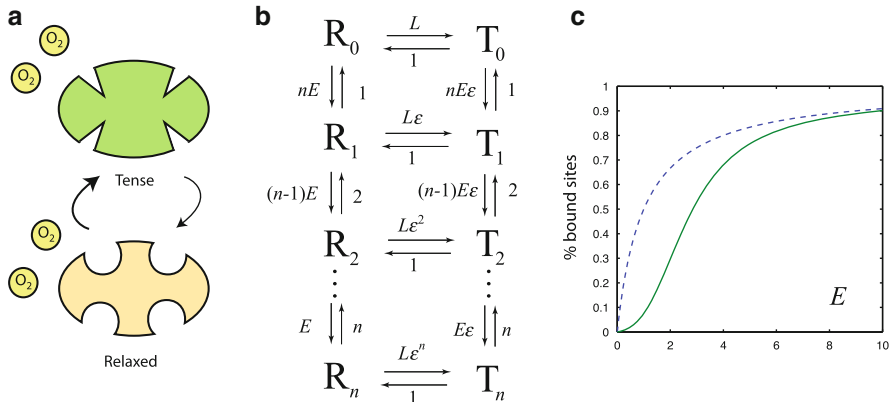 a
O₂
O₂
Tense
O₂
O₂
Relaxed
b
R₀ L 1 T₀
nE 1 nEε 1
R₁ Lε 1 T₁
(n-1)E 2 (n-1)Eε 2
R₂ Lε² 1 T₂
E n Eε n
Rₙ Lεⁿ 1 Tₙ
c
% bound sites
1
0.9
0.8
0.7
0.6
0.5
0.4
0.3
0.2
0.1
0
0 2 4 6 8 10
E